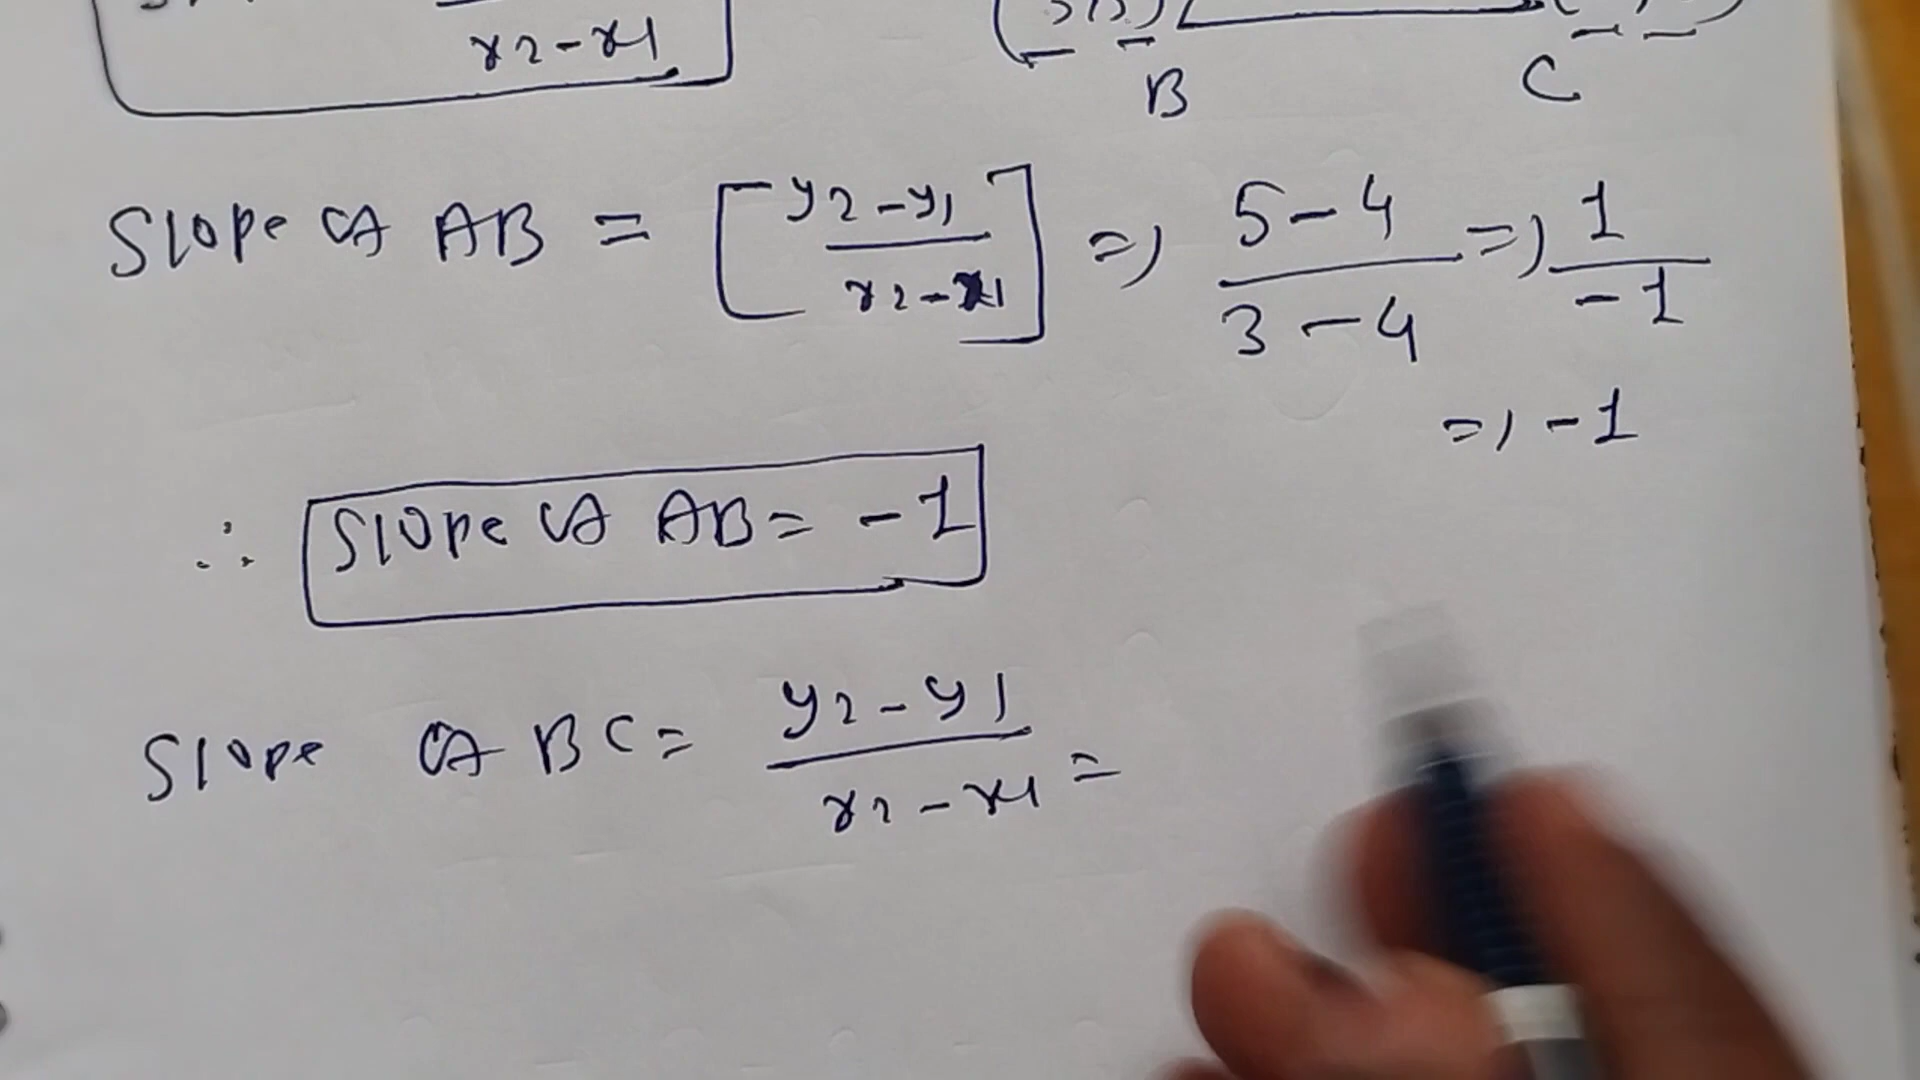 x2-x1
B C
Slope of AB = [y2-y1/x2-x1] => 5-4/3-4 => 1/-1
=> -1
∴ Slope of AB = -1
Slope of BC = y2-y1/x2-x1 =